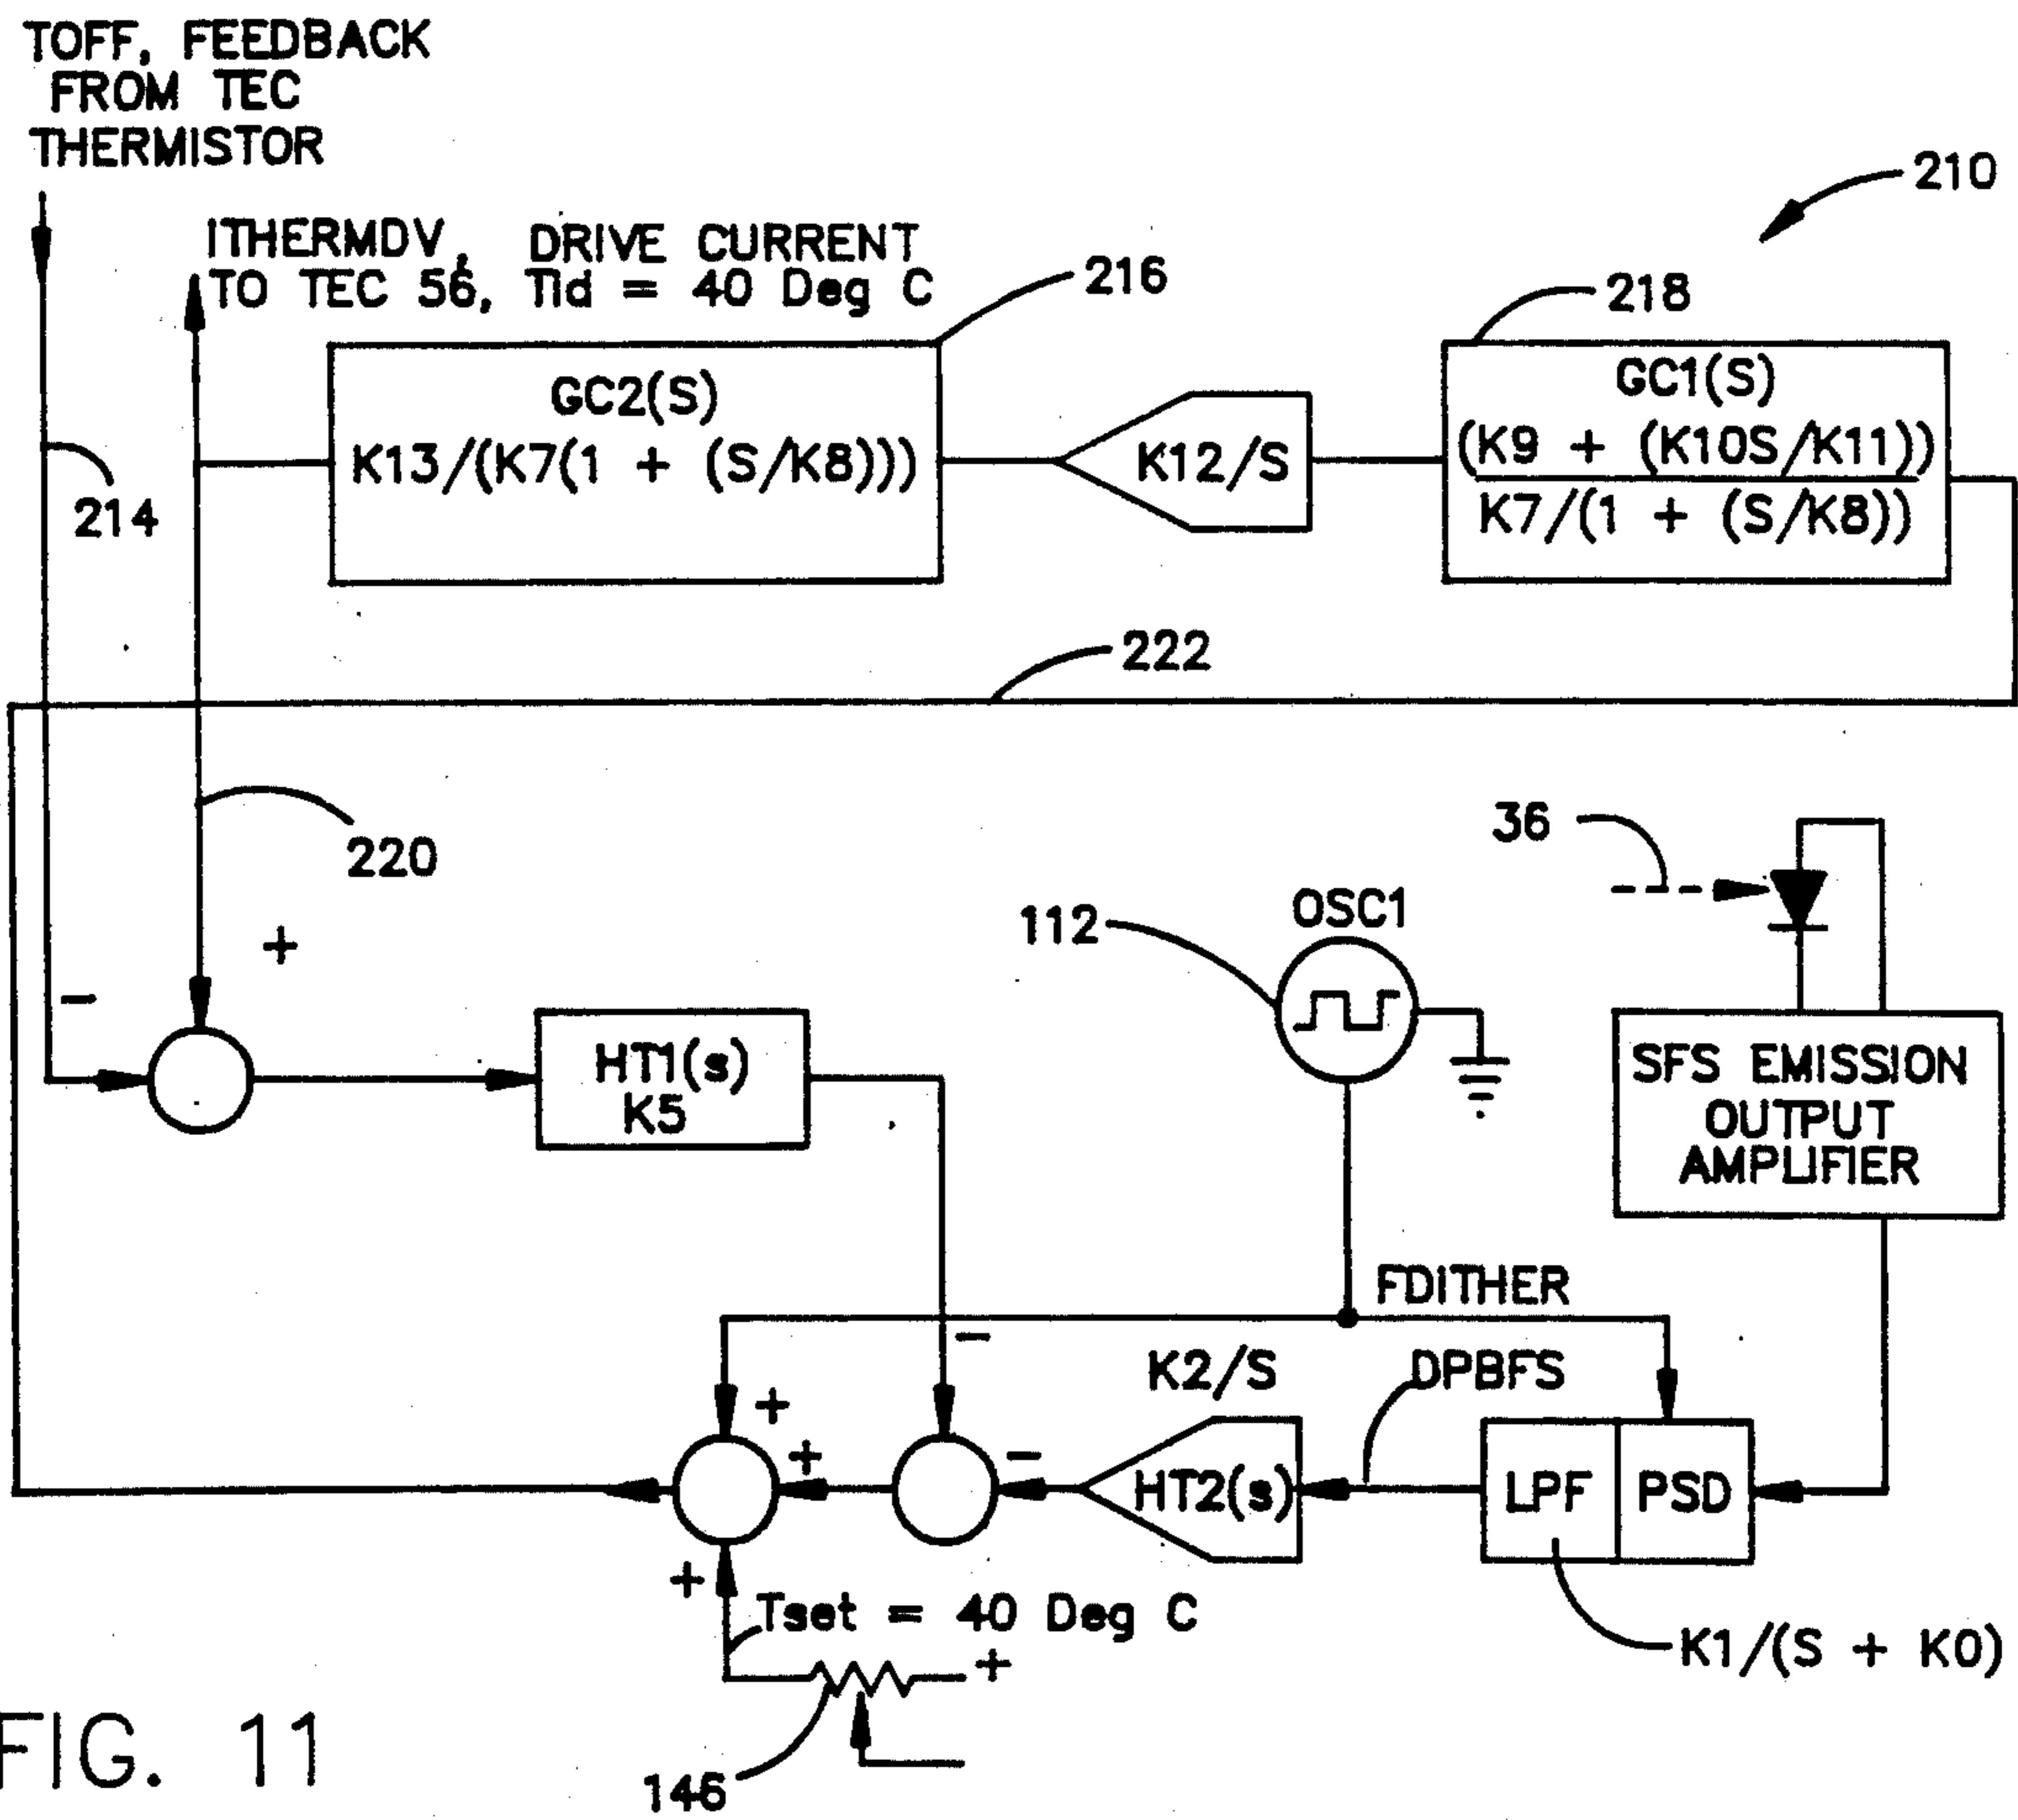 TOFF, FEEDBACK
FROM TEC
THERMISTOR
210
ITHERMDV, DRIVE CURRENT
TO TEC 56, Tld = 40 Deg C
216
218
GC2(S)
K13/(K7(1 + (S/K8)))
K12/S
GC1(S)
(K9 + (K10S/K11))
K7/(1 + (S/K8))
214
222
220
36
OSC1
112
+
−
HT1(s)
K5
SFS EMISSION
OUTPUT
AMPLIFIER
FDITHER
−
K2/S
DPBFS
+
+
−
HT2(s)
LPF
PSD
+
Tset = 40 Deg C
+
K1/(S + K0)
146
FIG. 11